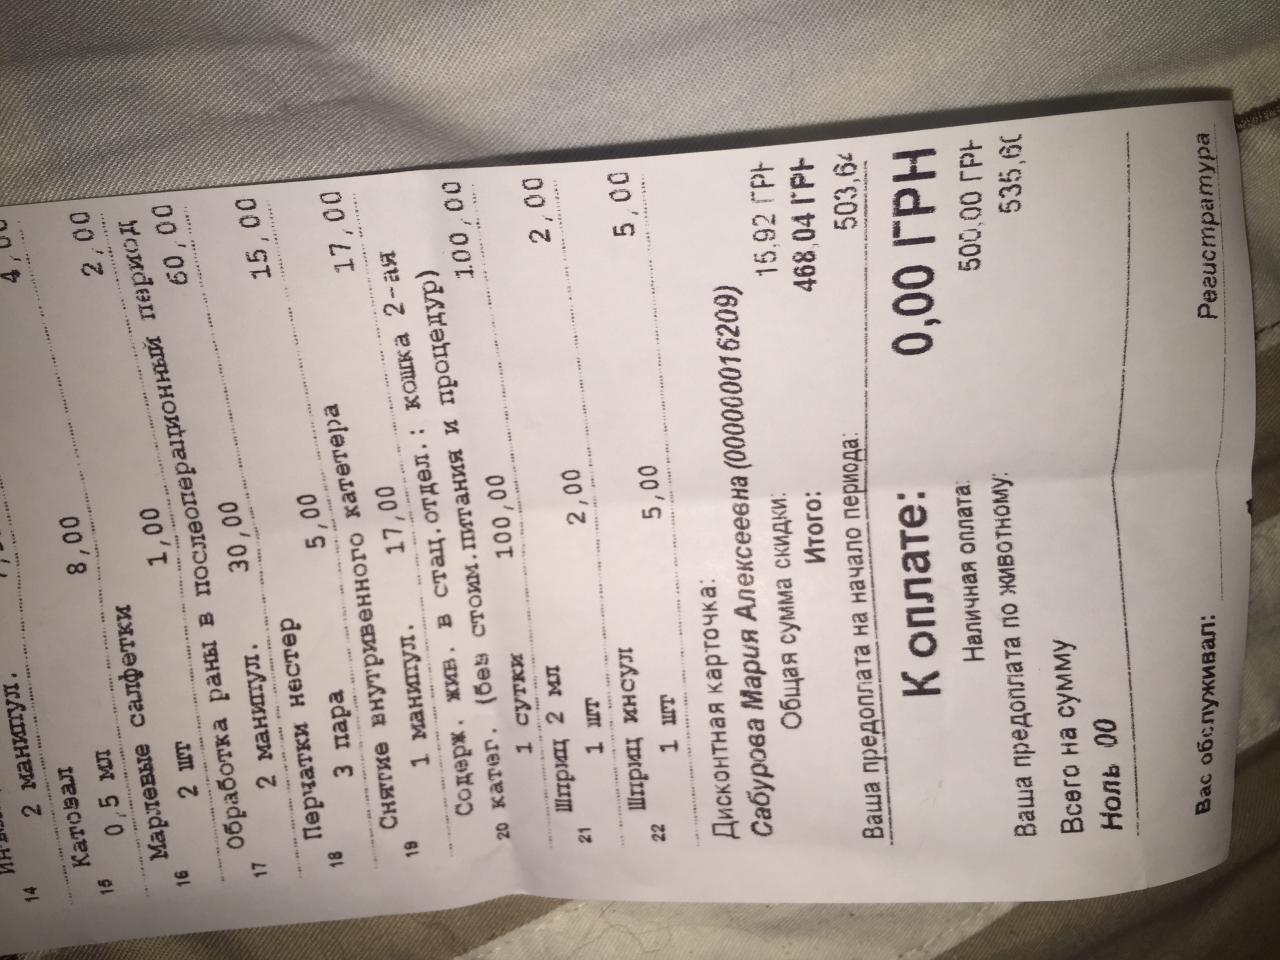 14 2 манипул. 4,00
Катозал
15 0,5 мл 8,00 2,00
Марлевые салфетки
16 2 шт 1,00
Обработка раны в послеоперационный период
17 2 манипул. 30,00 60,00
Перчатки нестер
18 3 пара 5,00 15,00
Снятие внутривенного катетера
19 1 манипул. 17,00 17,00
Содерж. жив. в стац.отдел.: кошка 2-ая
20 катег. (без стоим.питания и процедур)
1 сутки 100,00 100,00
Шприц 2 мл
21 1 шт 2,00 2,00
Шприц инсул
22 1 шт 5,00 5,00
Дисконтная карточка:
Сабурова Мария Алексеевна (000000016209)
Общая сумма скидки: 15,92 ГРН
Итого: 468,04 ГРН
Ваша предоплата на начало периода: 503,64
К оплате: 0,00 ГРН
Наличная оплата: 500,00 ГРН
Ваша предоплата по животному: 535,60
Всего на сумму
Ноль 00
Вас обслуживал: Регистратура